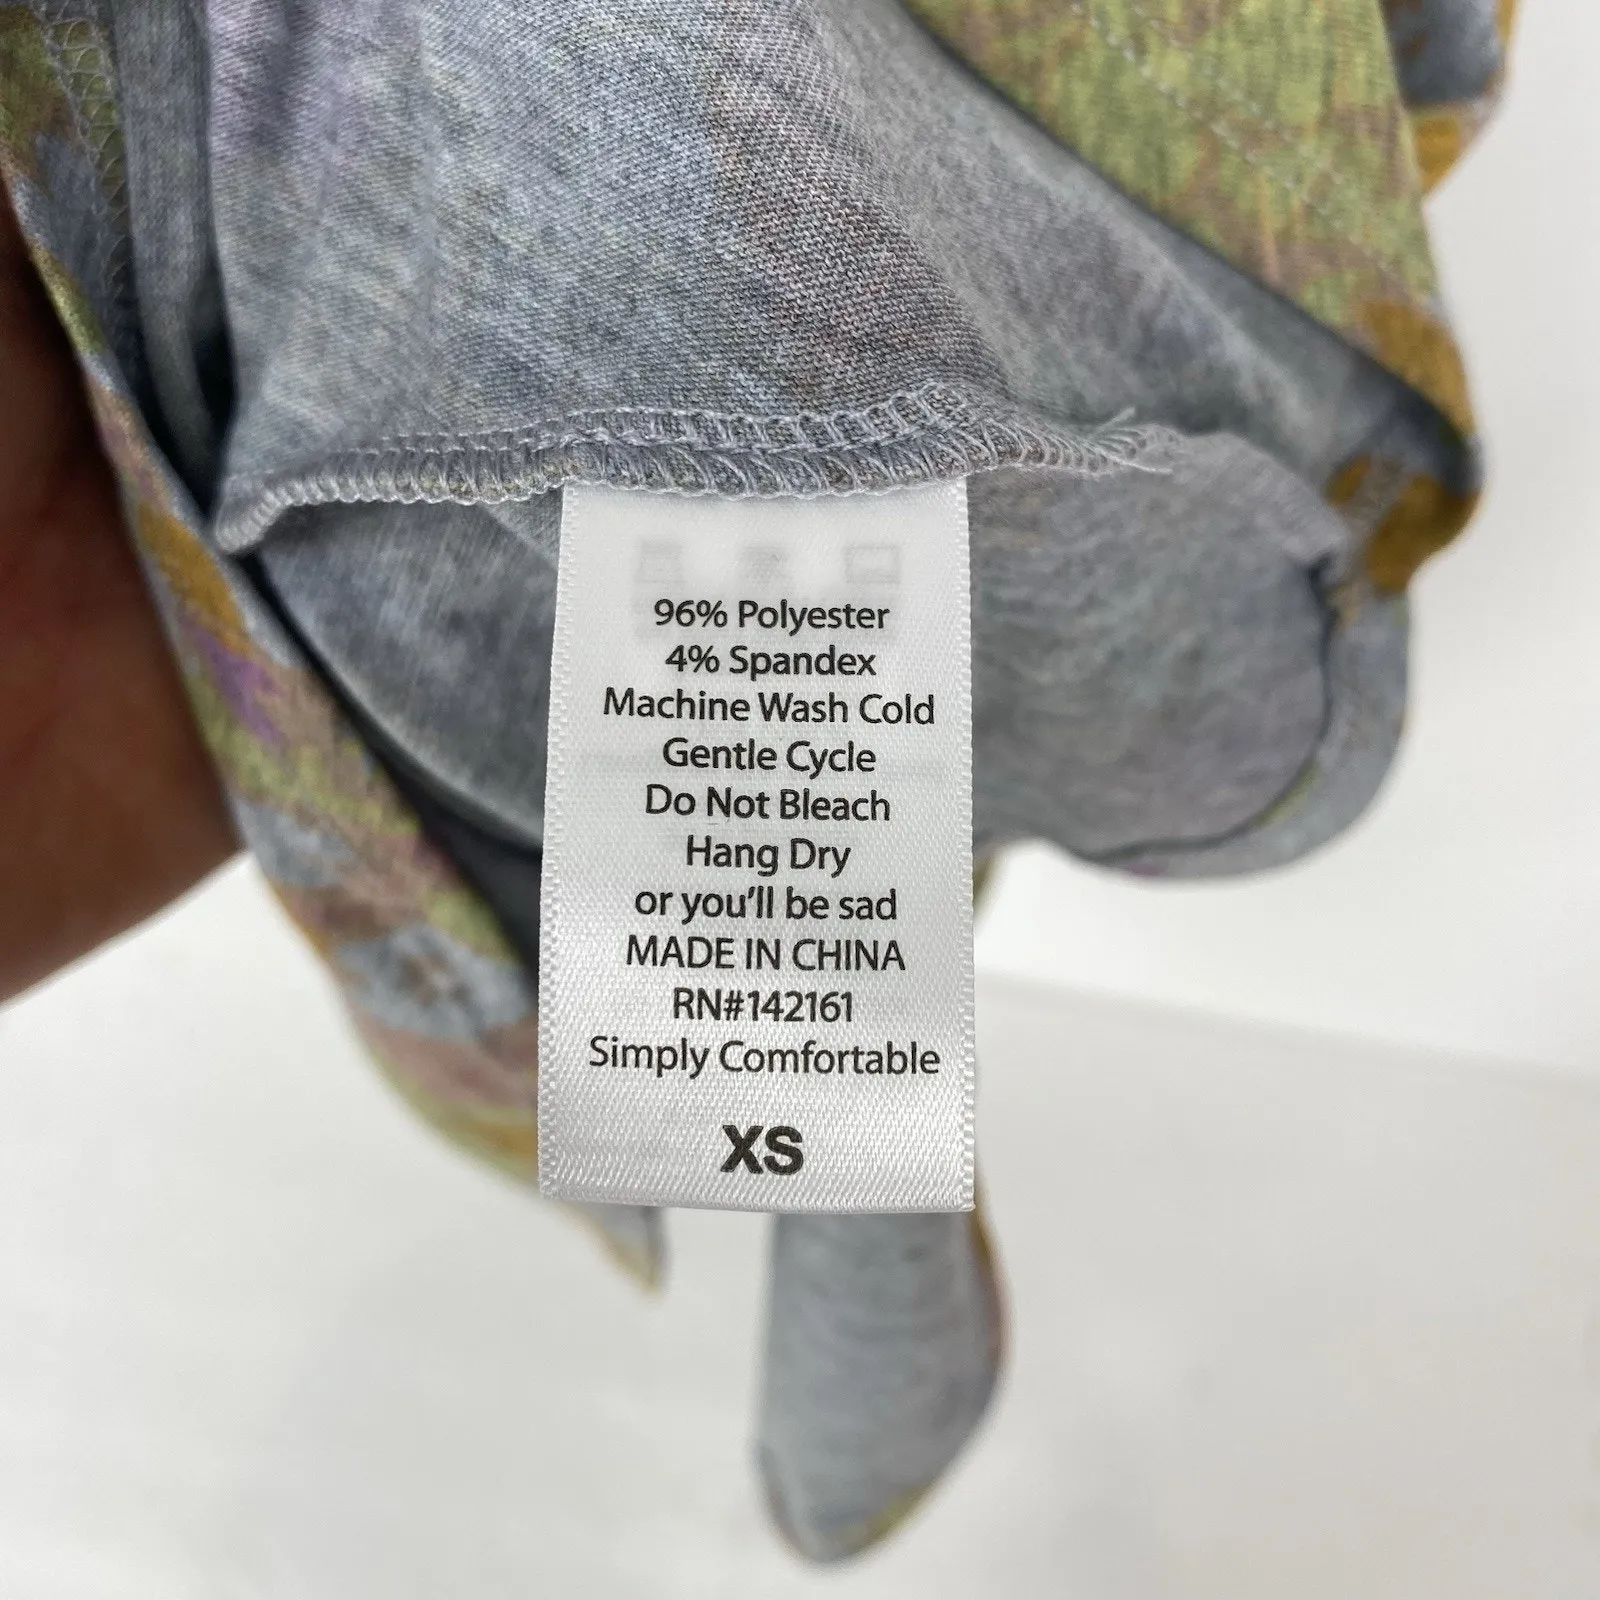 96% Polyester
4% Spandex
Machine Wash Cold
Gentle Cycle
Do Not Bleach
Hang Dry
or you'll be sad
MADE IN CHINA
RN#142161
Simply Comfortable
XS